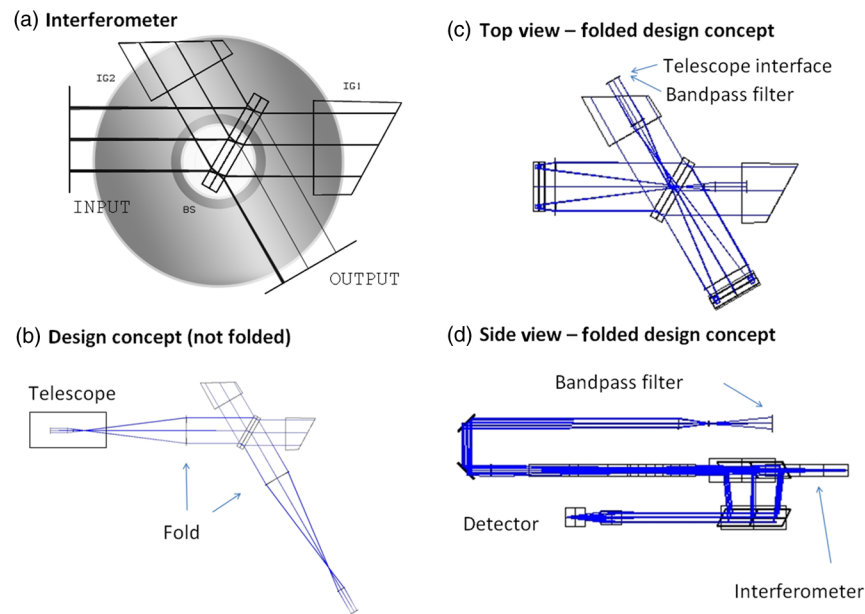 (a) Interferometer
IG2
IG1
INPUT
BS
OUTPUT
(b) Design concept (not folded)
Telescope
Fold
(c) Top view – folded design concept
Telescope interface
Bandpass filter
(d) Side view – folded design concept
Bandpass filter
Detector
Interferometer